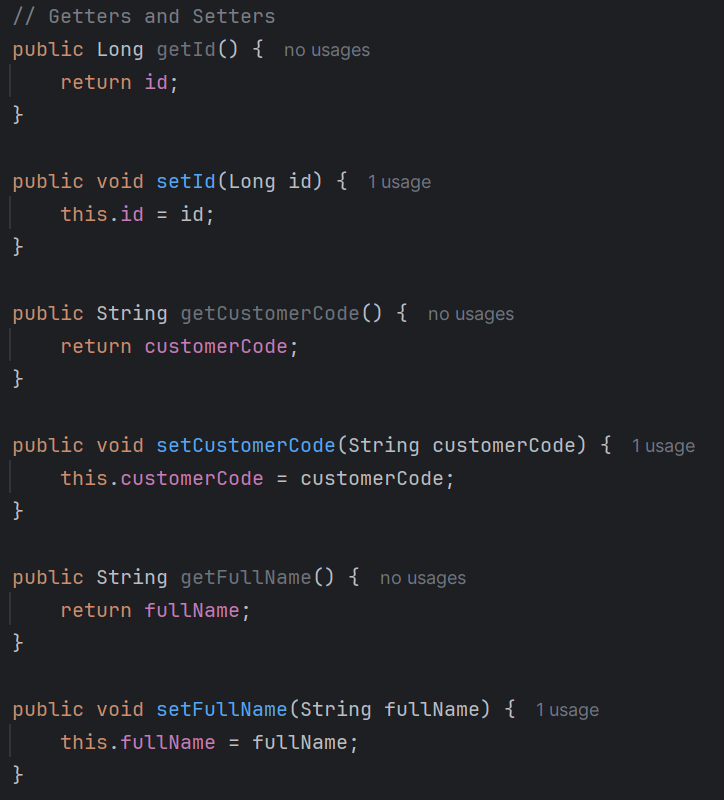 // Getters and Setters
public Long getId() { no usages
    return id;
}

public void setId(Long id) { 1 usage
    this.id = id;
}

public String getCustomerCode() { no usages
    return customerCode;
}

public void setCustomerCode(String customerCode) { 1 usage
    this.customerCode = customerCode;
}

public String getFullName() { no usages
    return fullName;
}

public void setFullName(String fullName) { 1 usage
    this.fullName = fullName;
}